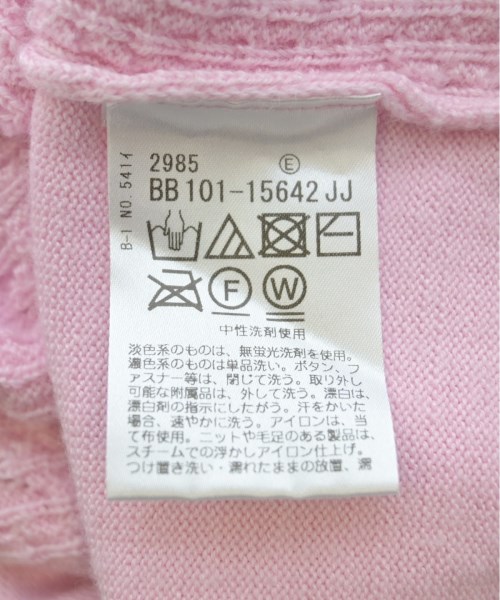 B-1 NO. 541イ
2985 Ⓔ
BB 101-15642 JJ
F W
中性洗剤使用
淡色系のものは、無蛍光洗剤を使用。
濃色系のものは単品洗い。ボタン、フ
ァスナー等は、閉じて洗う。取り外し
可能な附属品は、外して洗う。漂白は、
漂白剤の指示にしたがう。汗をかいた
場合、速やかに洗う。アイロンは、当
て布使用。ニットや毛足のある製品は、
スチームでの浮かしアイロン仕上げ。
つけ置き洗い・濡れたままの放置、濡